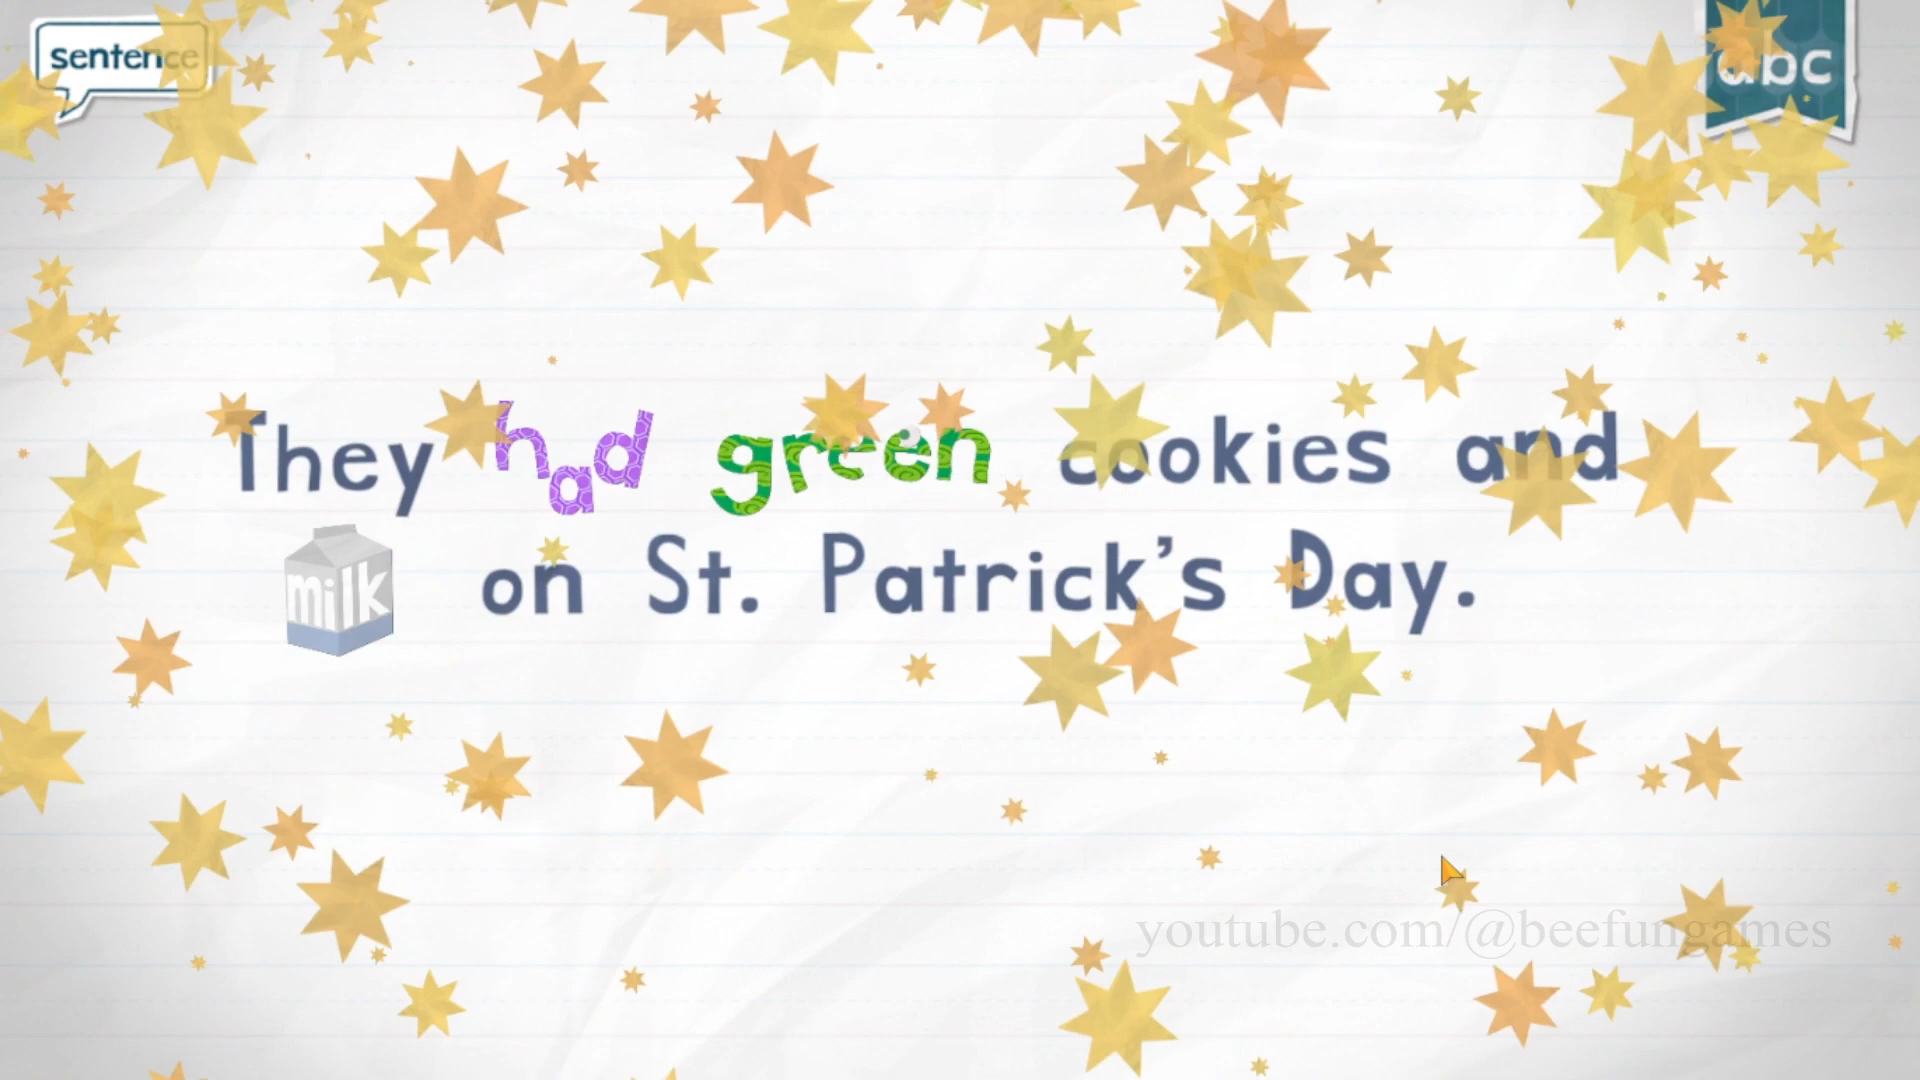 sentence
abc
They had green cookies and
milk on St. Patrick's Day.
youtube.com/@beefungames